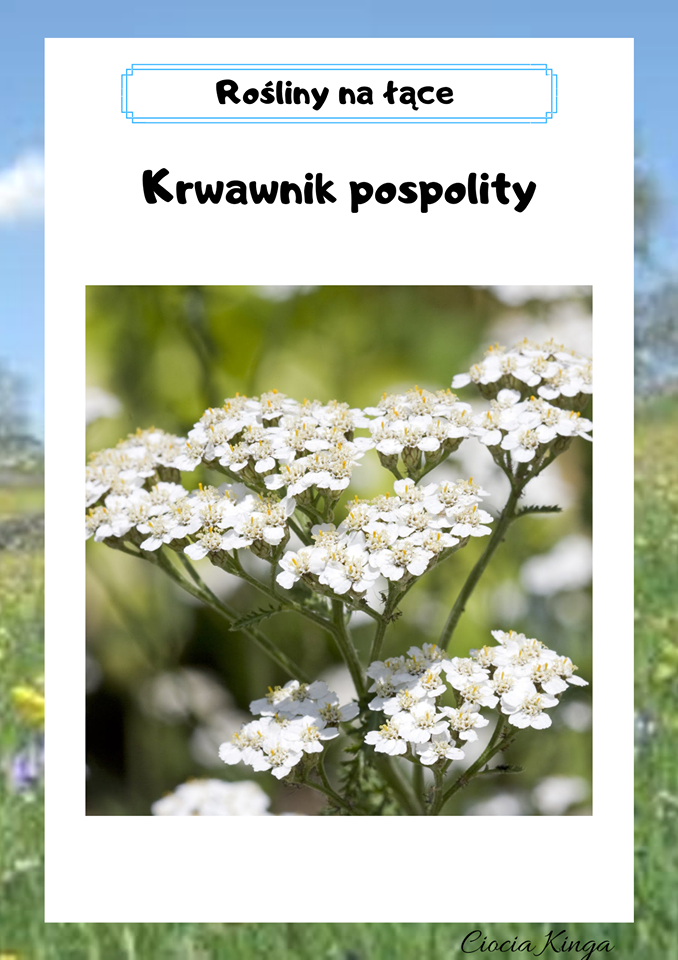 Rośliny na łące
Krwawnik pospolity
Ciocia Kinga